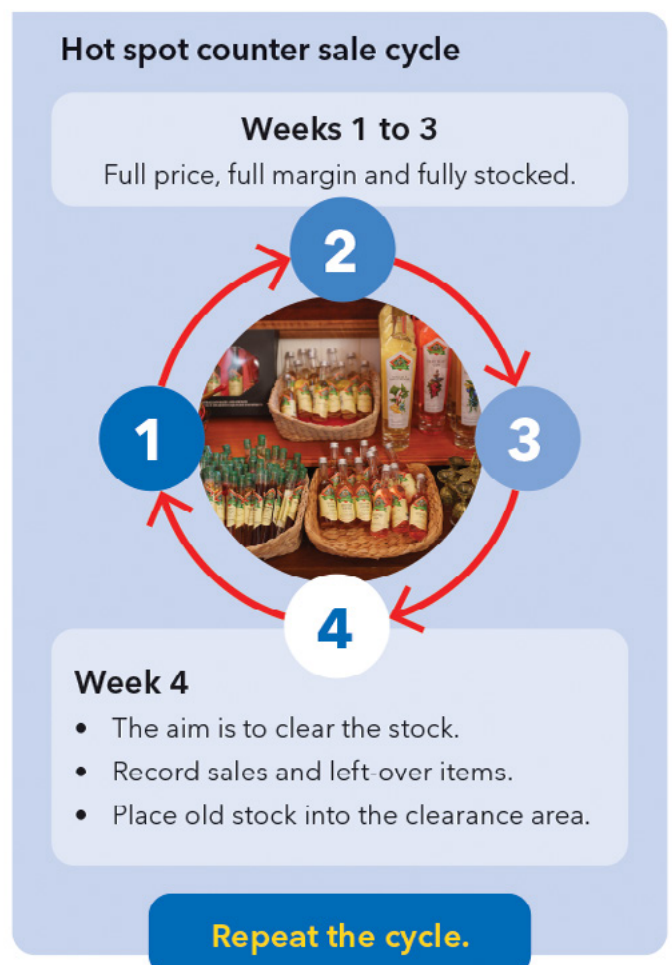 Hot spot counter sale cycle
Weeks 1 to 3
Full price, full margin and fully stocked.
2
1
3
4
Week 4
• The aim is to clear the stock.
• Record sales and left-over items.
• Place old stock into the clearance area.
Repeat the cycle.